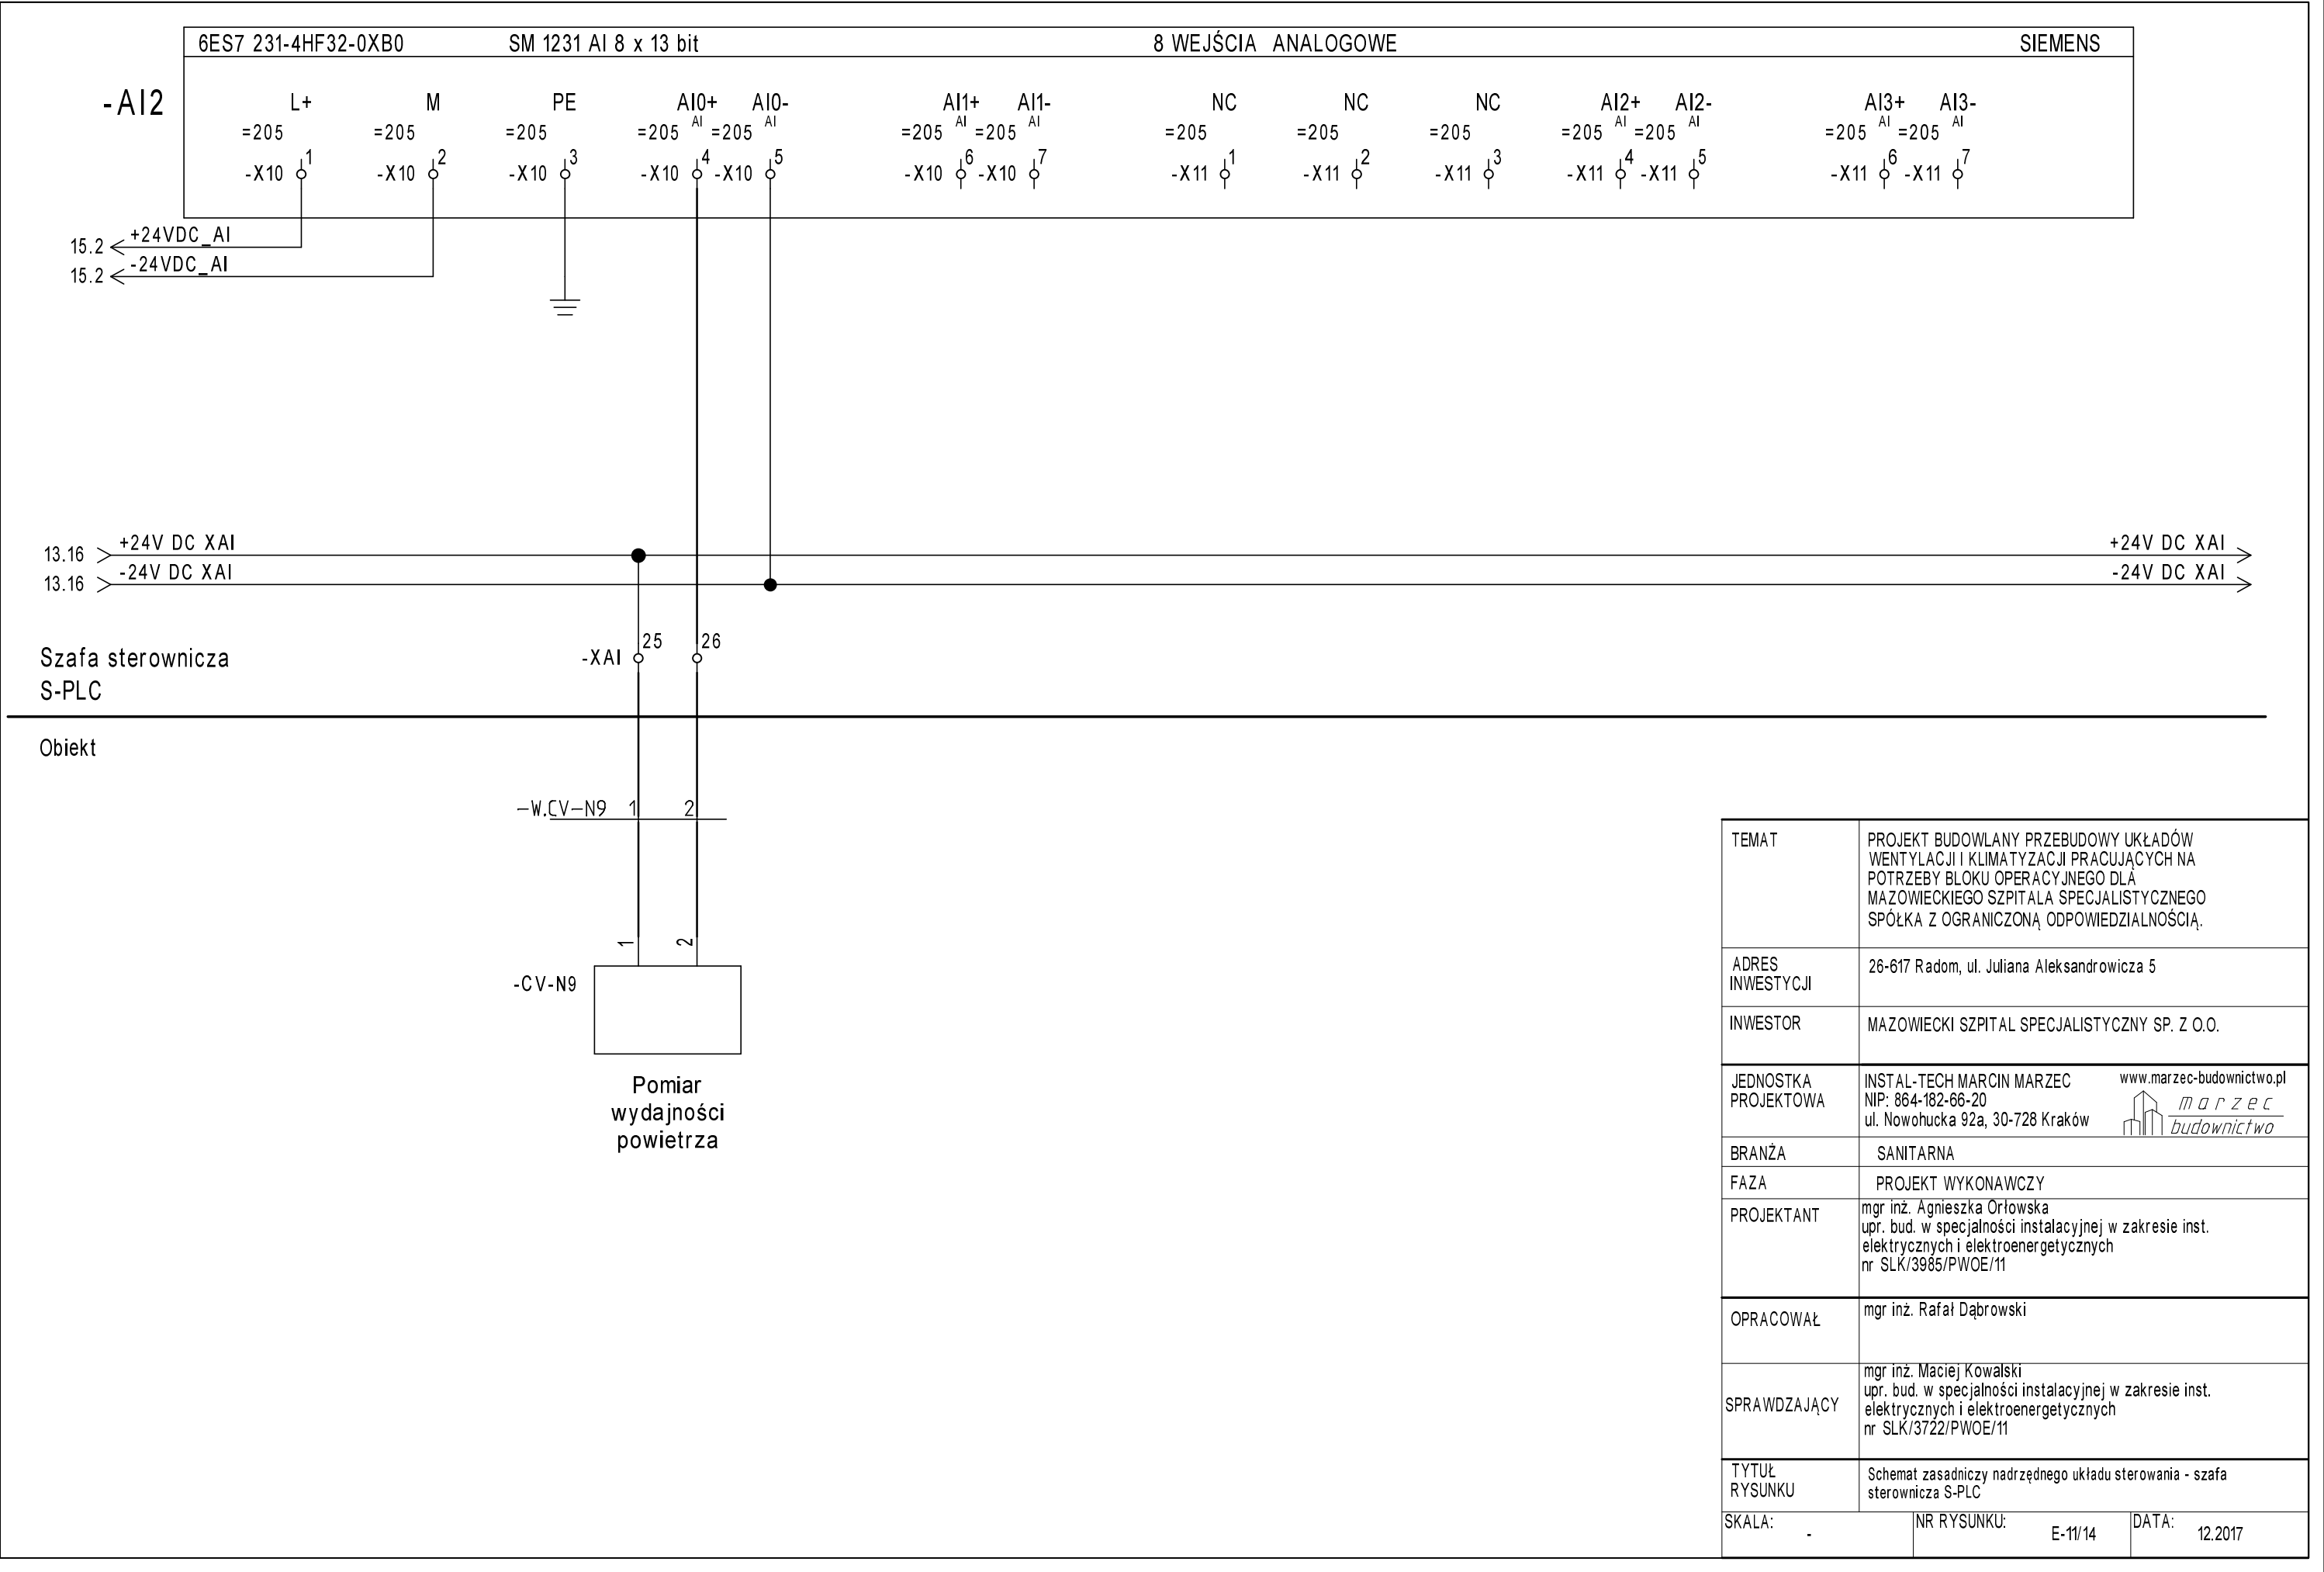 6ES7 231-4HF32-0XB0 SM 1231 AI 8 x 13 bit 8 WEJŚCIA ANALOGOWE SIEMENS
-AI2 L+ M PE AI0+ AI0- AI1+ AI1- NC NC NC AI2+ AI2- AI3+ AI3-
AI AI AI AI AI AI AI AI
=205 =205 =205 =205 =205 =205 =205 =205 =205 =205 =205 =205 =205 =205
1 2 3 4 5 6 7 1 2 3 4 5 6 7
-X10 -X10 -X10 -X10 -X10 -X10 -X10 -X11 -X11 -X11 -X11 -X11 -X11 -X11
15.2 +24VDC_AI
15.2 -24VDC_AI
13.16 +24V DC XAI +24V DC XAI
13.16 -24V DC XAI -24V DC XAI
25 26
Szafa sterownicza -XAI
S-PLC
Obiekt
-W.CV-N9 1 2
1 2
-CV-N9
Pomiar
wydajności
powietrza
TEMAT
PROJEKT BUDOWLANY PRZEBUDOWY UKŁADÓW
WENTYLACJI I KLIMATYZACJI PRACUJĄCYCH NA
POTRZEBY BLOKU OPERACYJNEGO DLA
MAZOWIECKIEGO SZPITALA SPECJALISTYCZNEGO
SPÓŁKA Z OGRANICZONĄ ODPOWIEDZIALNOŚCIĄ.
ADRES
INWESTYCJI
26-617 Radom, ul. Juliana Aleksandrowicza 5
INWESTOR
MAZOWIECKI SZPITAL SPECJALISTYCZNY SP. Z O.O.
JEDNOSTKA
PROJEKTOWA
INSTAL-TECH MARCIN MARZEC
NIP: 864-182-66-20
ul. Nowohucka 92a, 30-728 Kraków
www.marzec-budownictwo.pl
marzec
budownictwo
BRANŻA SANITARNA
FAZA PROJEKT WYKONAWCZY
PROJEKTANT
mgr inż. Agnieszka Orłowska
upr. bud. w specjalności instalacyjnej w zakresie inst.
elektrycznych i elektroenergetycznych
nr SLK/3985/PWOE/11
OPRACOWAŁ
mgr inż. Rafał Dąbrowski
SPRAWDZAJĄCY
mgr inż. Maciej Kowalski
upr. bud. w specjalności instalacyjnej w zakresie inst.
elektrycznych i elektroenergetycznych
nr SLK/3722/PWOE/11
TYTUŁ
RYSUNKU
Schemat zasadniczy nadrzędnego układu sterowania - szafa
sterownicza S-PLC
SKALA: - NR RYSUNKU: E-11/14 DATA: 12.2017